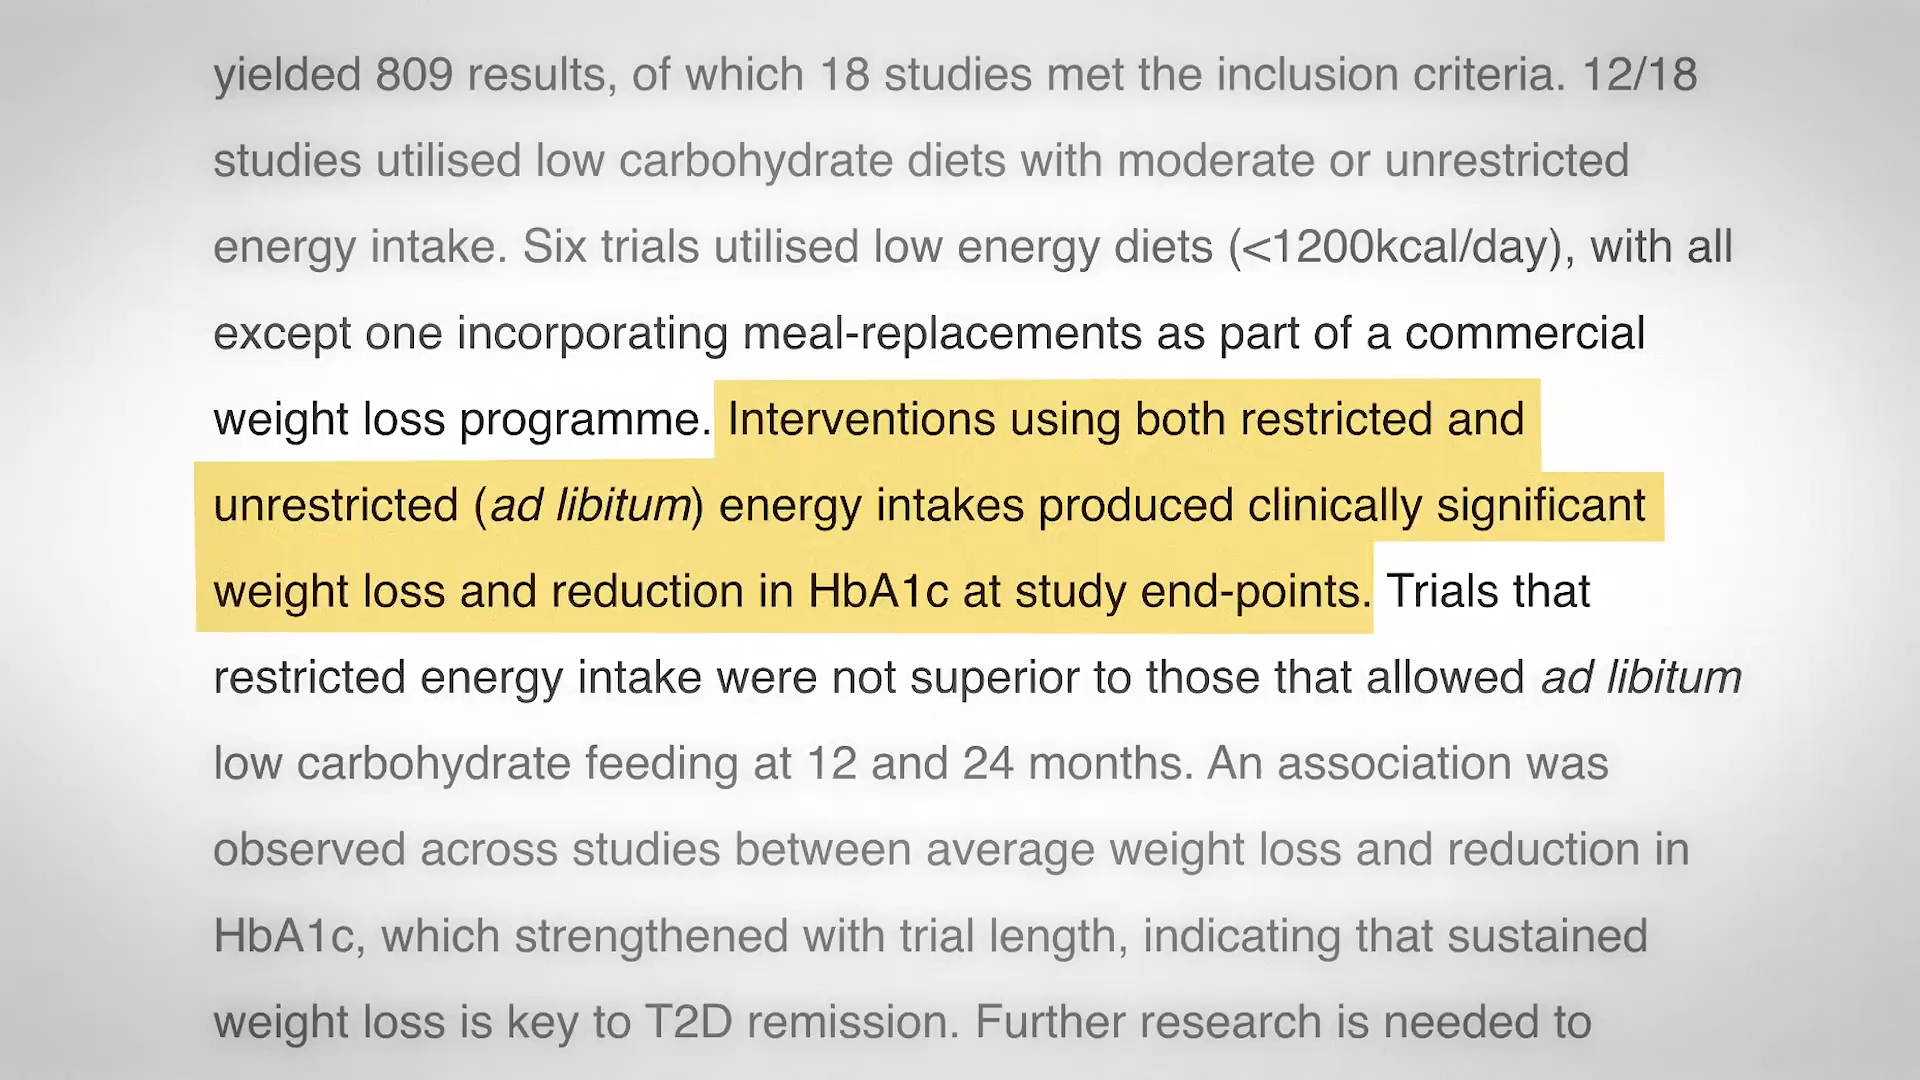 yielded 809 results, of which 18 studies met the inclusion criteria. 12/18
studies utilised low carbohydrate diets with moderate or unrestricted
energy intake. Six trials utilised low energy diets (<1200kcal/day), with all
except one incorporating meal-replacements as part of a commercial
weight loss programme. Interventions using both restricted and
unrestricted (ad libitum) energy intakes produced clinically significant
weight loss and reduction in HbA1c at study end-points. Trials that
restricted energy intake were not superior to those that allowed ad libitum
low carbohydrate feeding at 12 and 24 months. An association was
observed across studies between average weight loss and reduction in
HbA1c, which strengthened with trial length, indicating that sustained
weight loss is key to T2D remission. Further research is needed to